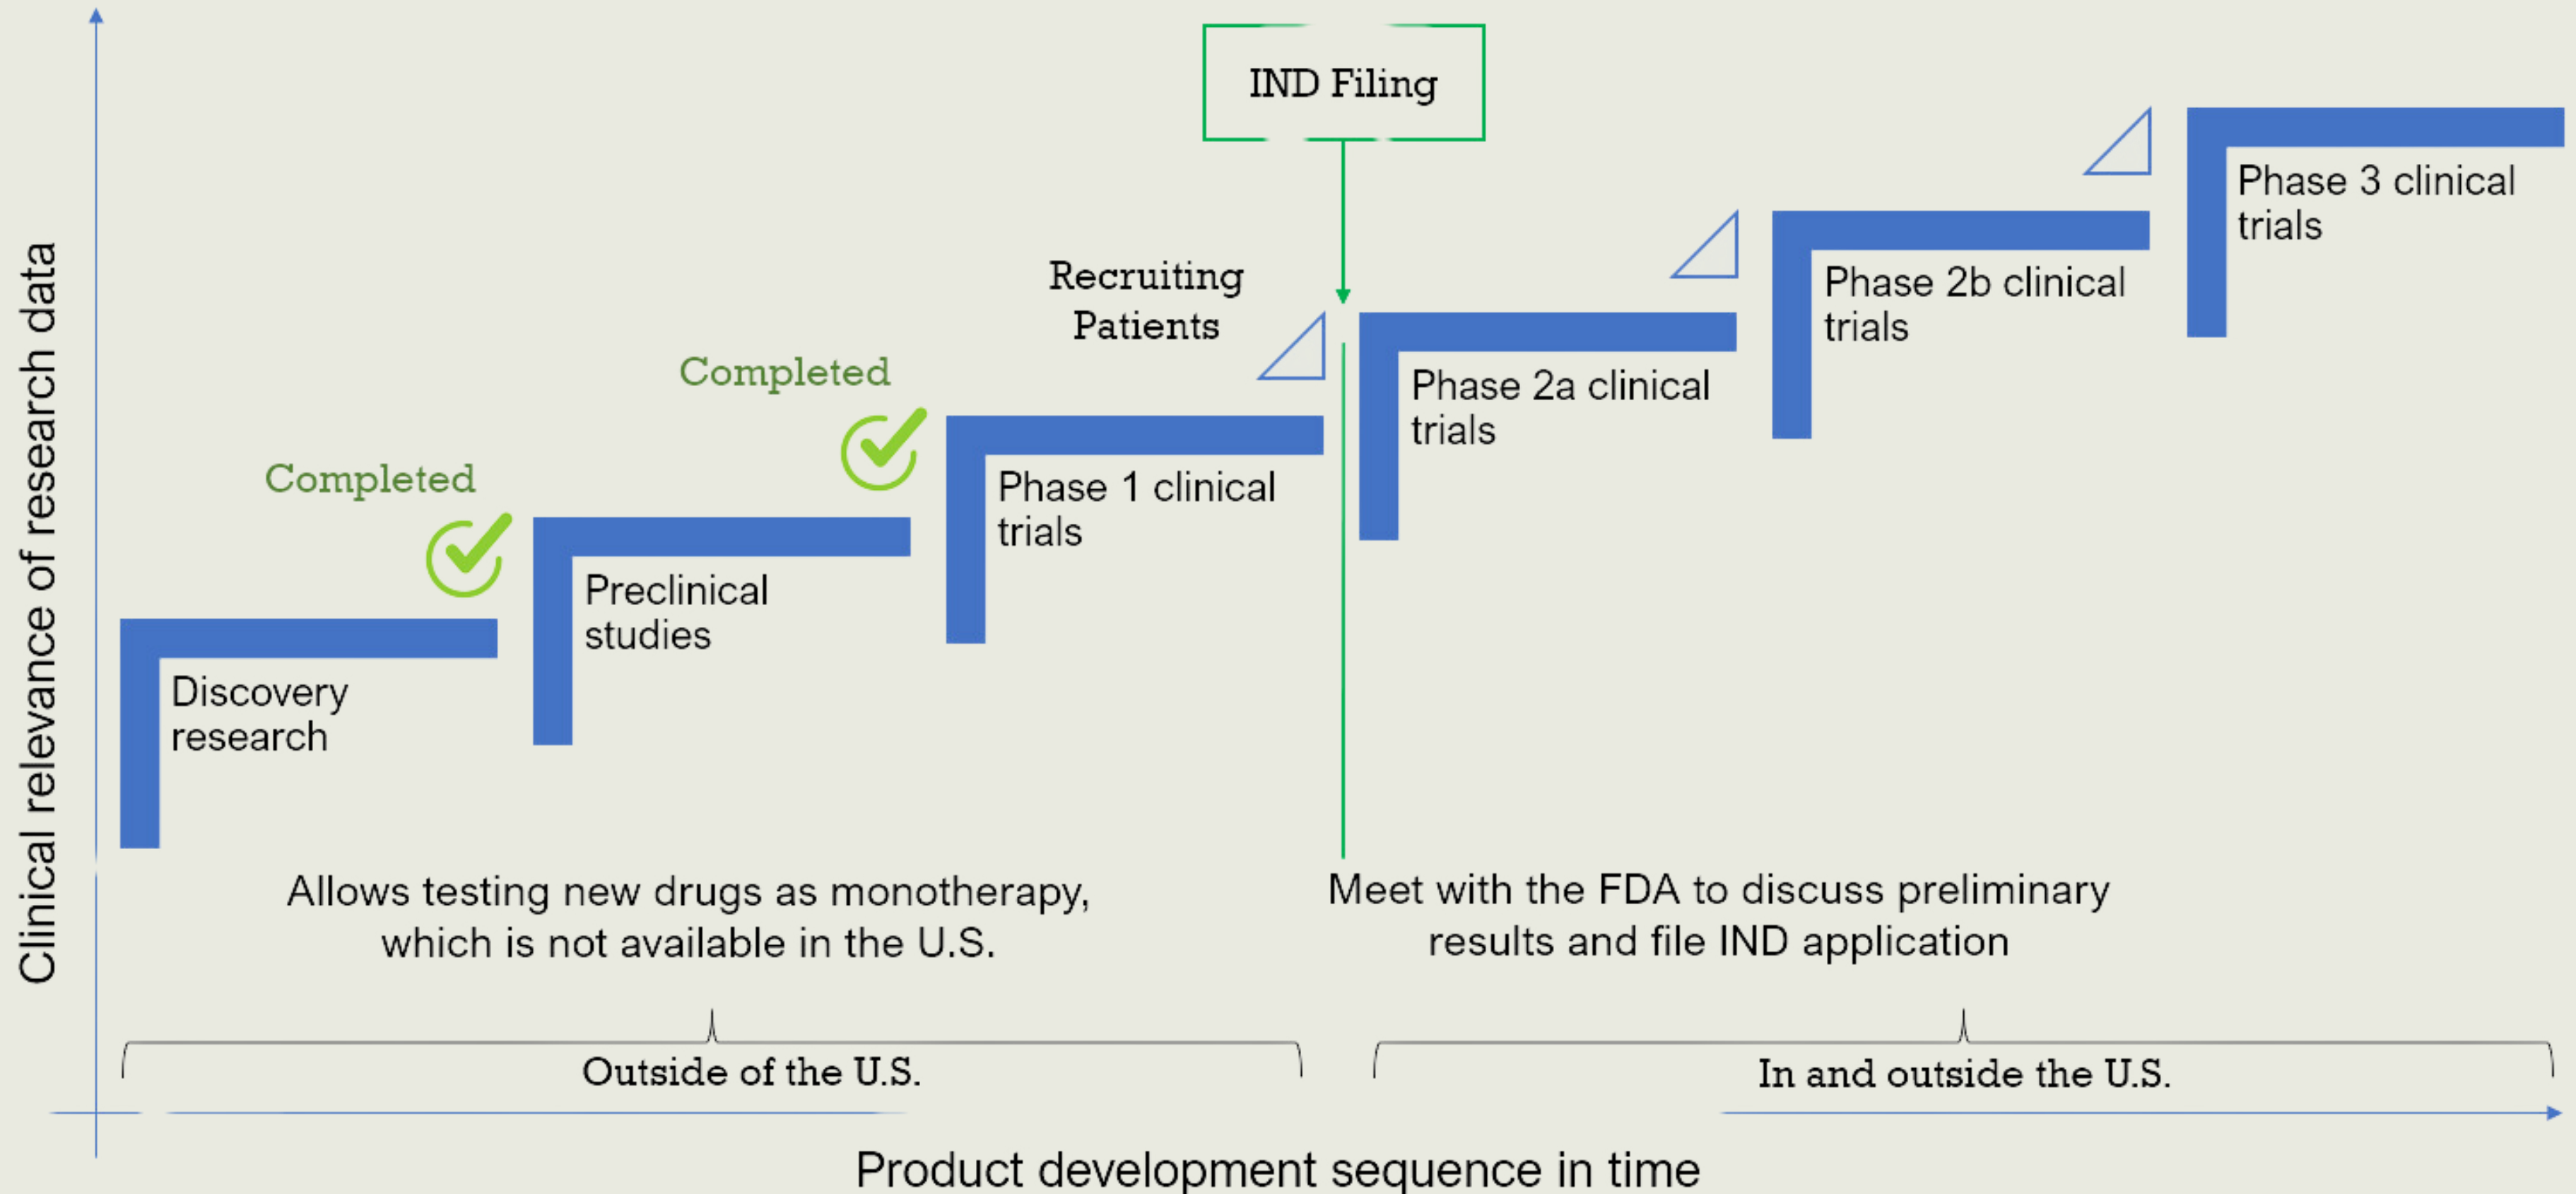 IND Filing
Phase 3 clinical
trials
Recruiting
Patients
Phase 2b clinical
trials
Completed
Phase 2a clinical
trials
Completed
Phase 1 clinical
trials
Preclinical
studies
Discovery
research
Clinical relevance of research data
Allows testing new drugs as monotherapy,
which is not available in the U.S.
Meet with the FDA to discuss preliminary
results and file IND application
Outside of the U.S.
In and outside the U.S.
Product development sequence in time